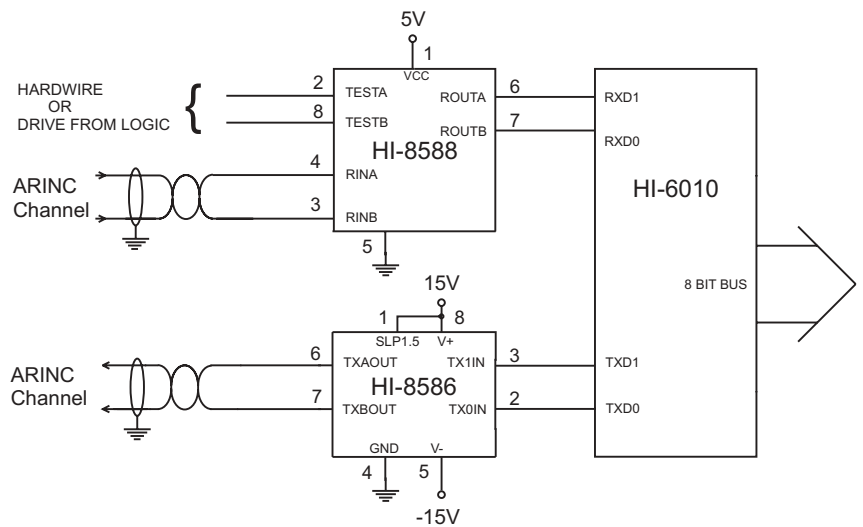 5V
1
VCC
HARDWIRE
OR
DRIVE FROM LOGIC
{
2
TESTA
8
TESTB
ROUTA
6
RXD1
ROUTB
7
RXD0
HI-8588
HI-6010
ARINC
Channel
4
RINA
3
RINB
5
8 BIT BUS
15V
1
8
SLP1.5
V+
ARINC
Channel
6
TXAOUT
TX1IN
3
TXD1
HI-8586
7
TXBOUT
TX0IN
2
TXD0
GND
V-
4
5
-15V